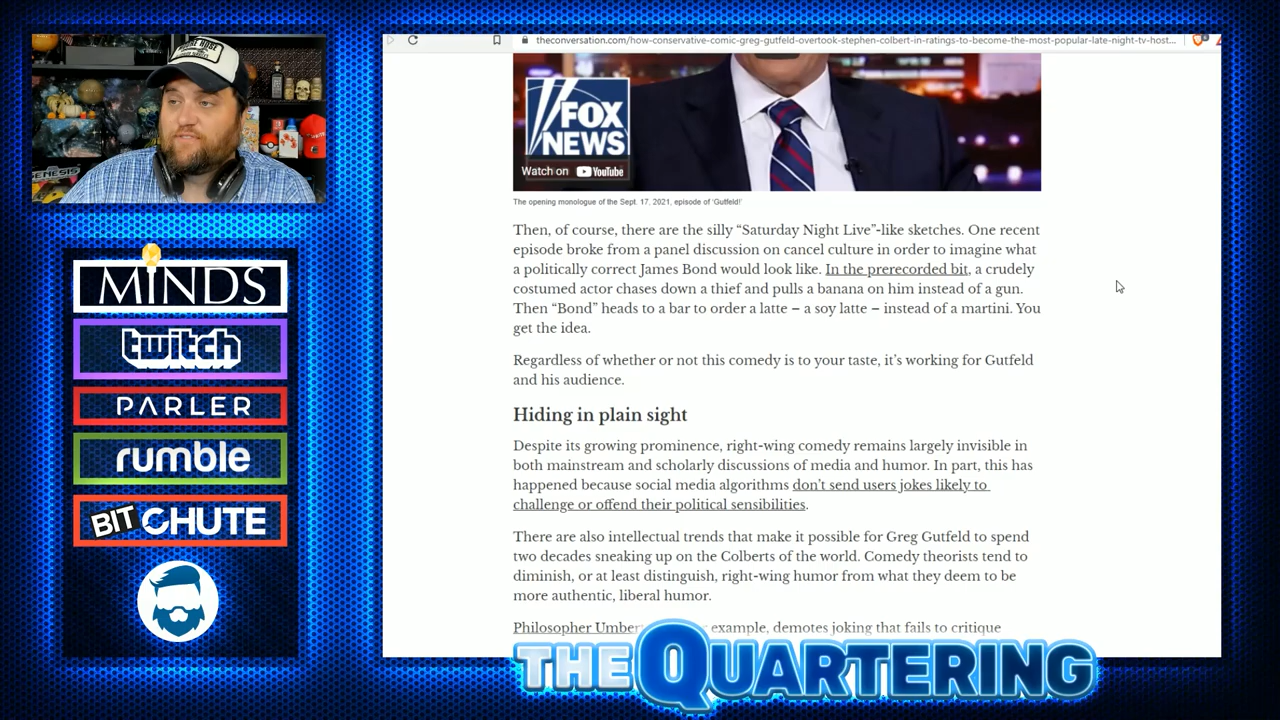 GENESIS
MINDS
twitch
PARLER
rumble
BITCHUTE
theconversation.com/how-conservative-comic-greg-gutfeld-overtook-stephen-colbert-in-ratings-to-become-the-most-popular-late-night-tv-host...
FOX
NEWS
Watch on YouTube
The opening monologue of the Sept. 17, 2021, episode of 'Gutfeld!'
Then, of course, there are the silly “Saturday Night Live”-like sketches. One recent
episode broke from a panel discussion on cancel culture in order to imagine what
a politically correct James Bond would look like. In the prerecorded bit, a crudely
costumed actor chases down a thief and pulls a banana on him instead of a gun.
Then “Bond” heads to a bar to order a latte – a soy latte – instead of a martini. You
get the idea.
Regardless of whether or not this comedy is to your taste, it’s working for Gutfeld
and his audience.
Hiding in plain sight
Despite its growing prominence, right-wing comedy remains largely invisible in
both mainstream and scholarly discussions of media and humor. In part, this has
happened because social media algorithms don’t send users jokes likely to
challenge or offend their political sensibilities.
There are also intellectual trends that make it possible for Greg Gutfeld to spend
two decades sneaking up on the Colberts of the world. Comedy theorists tend to
diminish, or at least distinguish, right-wing humor from what they deem to be
more authentic, liberal humor.
Philosopher example, demotes joking that fails to critique
THE QUARTERING